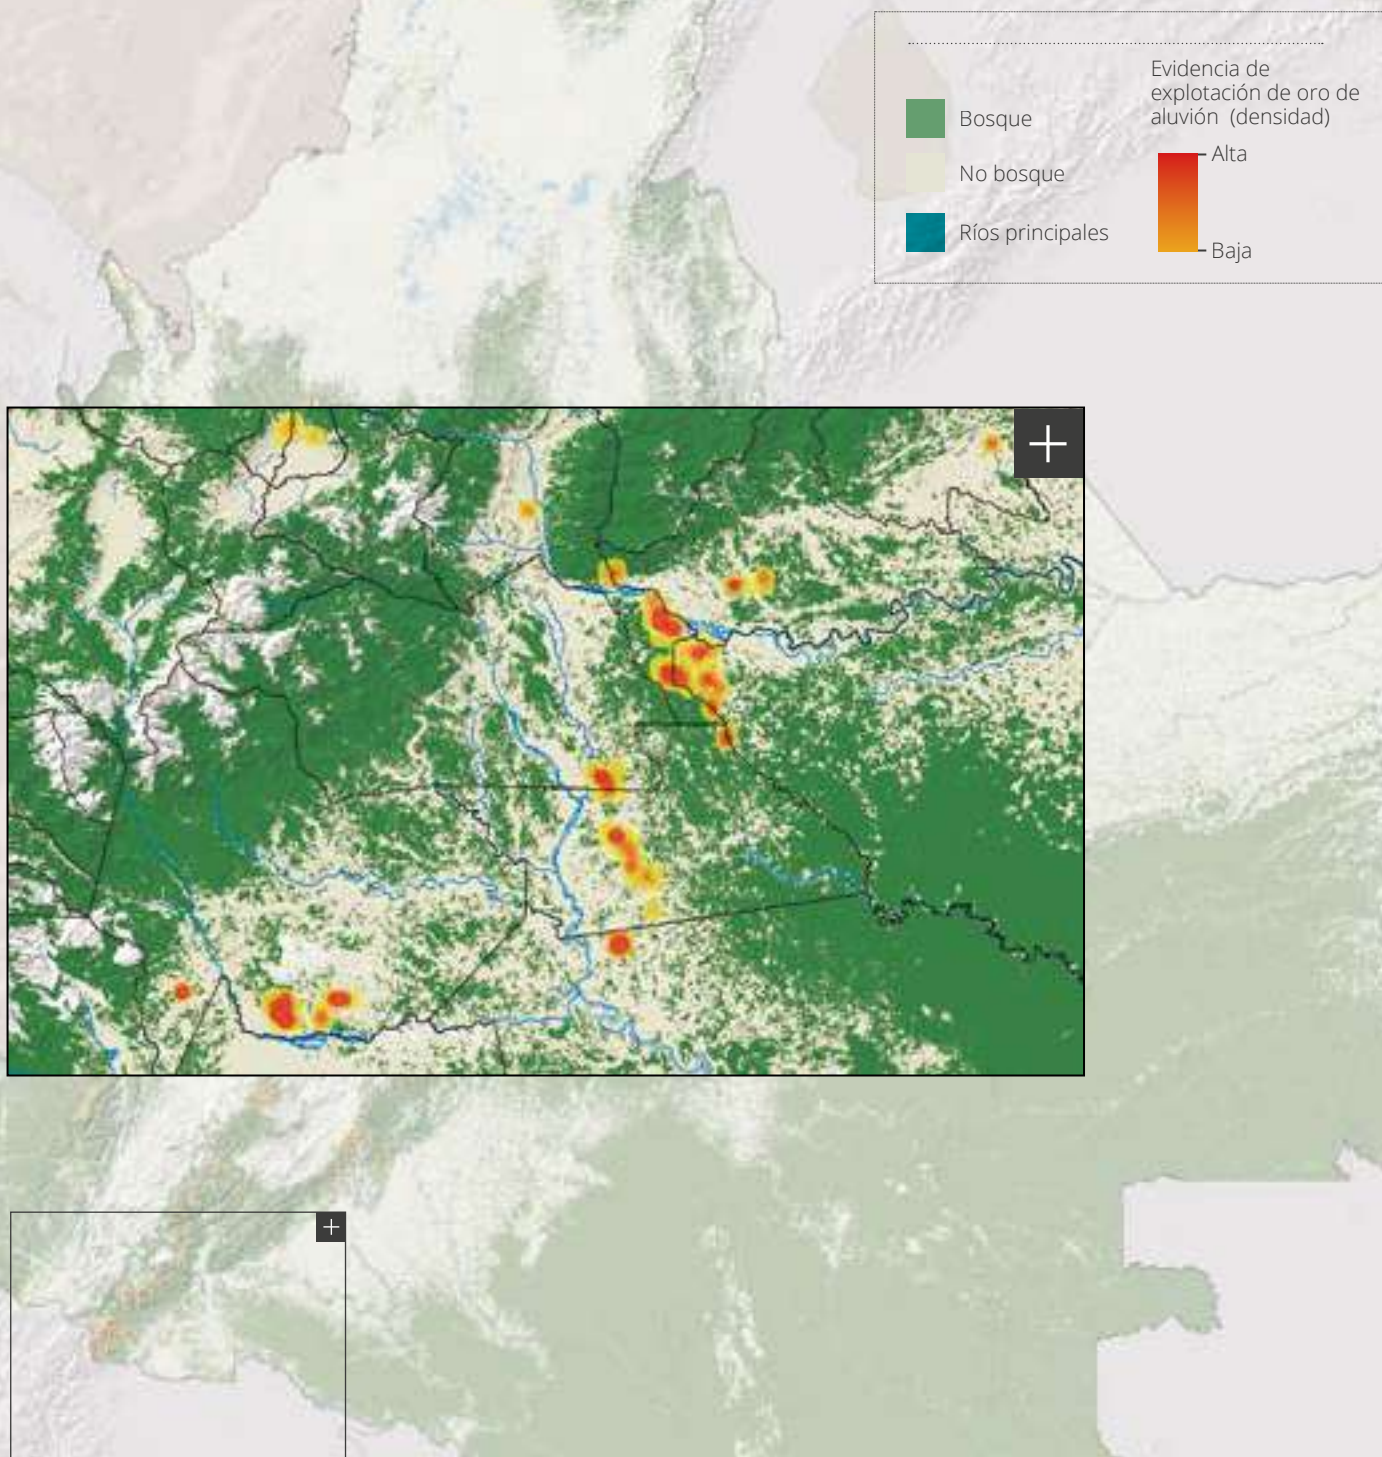 Bosque
No bosque
Ríos principales
Evidencia de
explotación de oro de
aluvión (densidad)
Alta
Baja